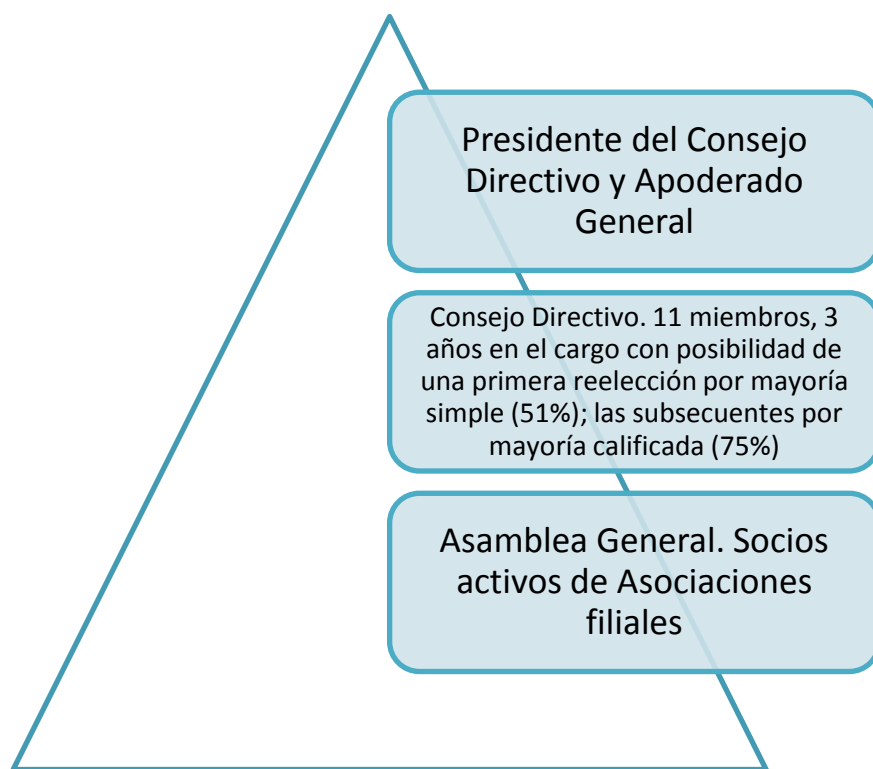 Presidente del Consejo
Directivo y Apoderado
General
Consejo Directivo. 11 miembros, 3
años en el cargo con posibilidad de
una primera reelección por mayoría
simple (51%); las subsecuentes por
mayoría calificada (75%)
Asamblea General. Socios
activos de Asociaciones
filiales